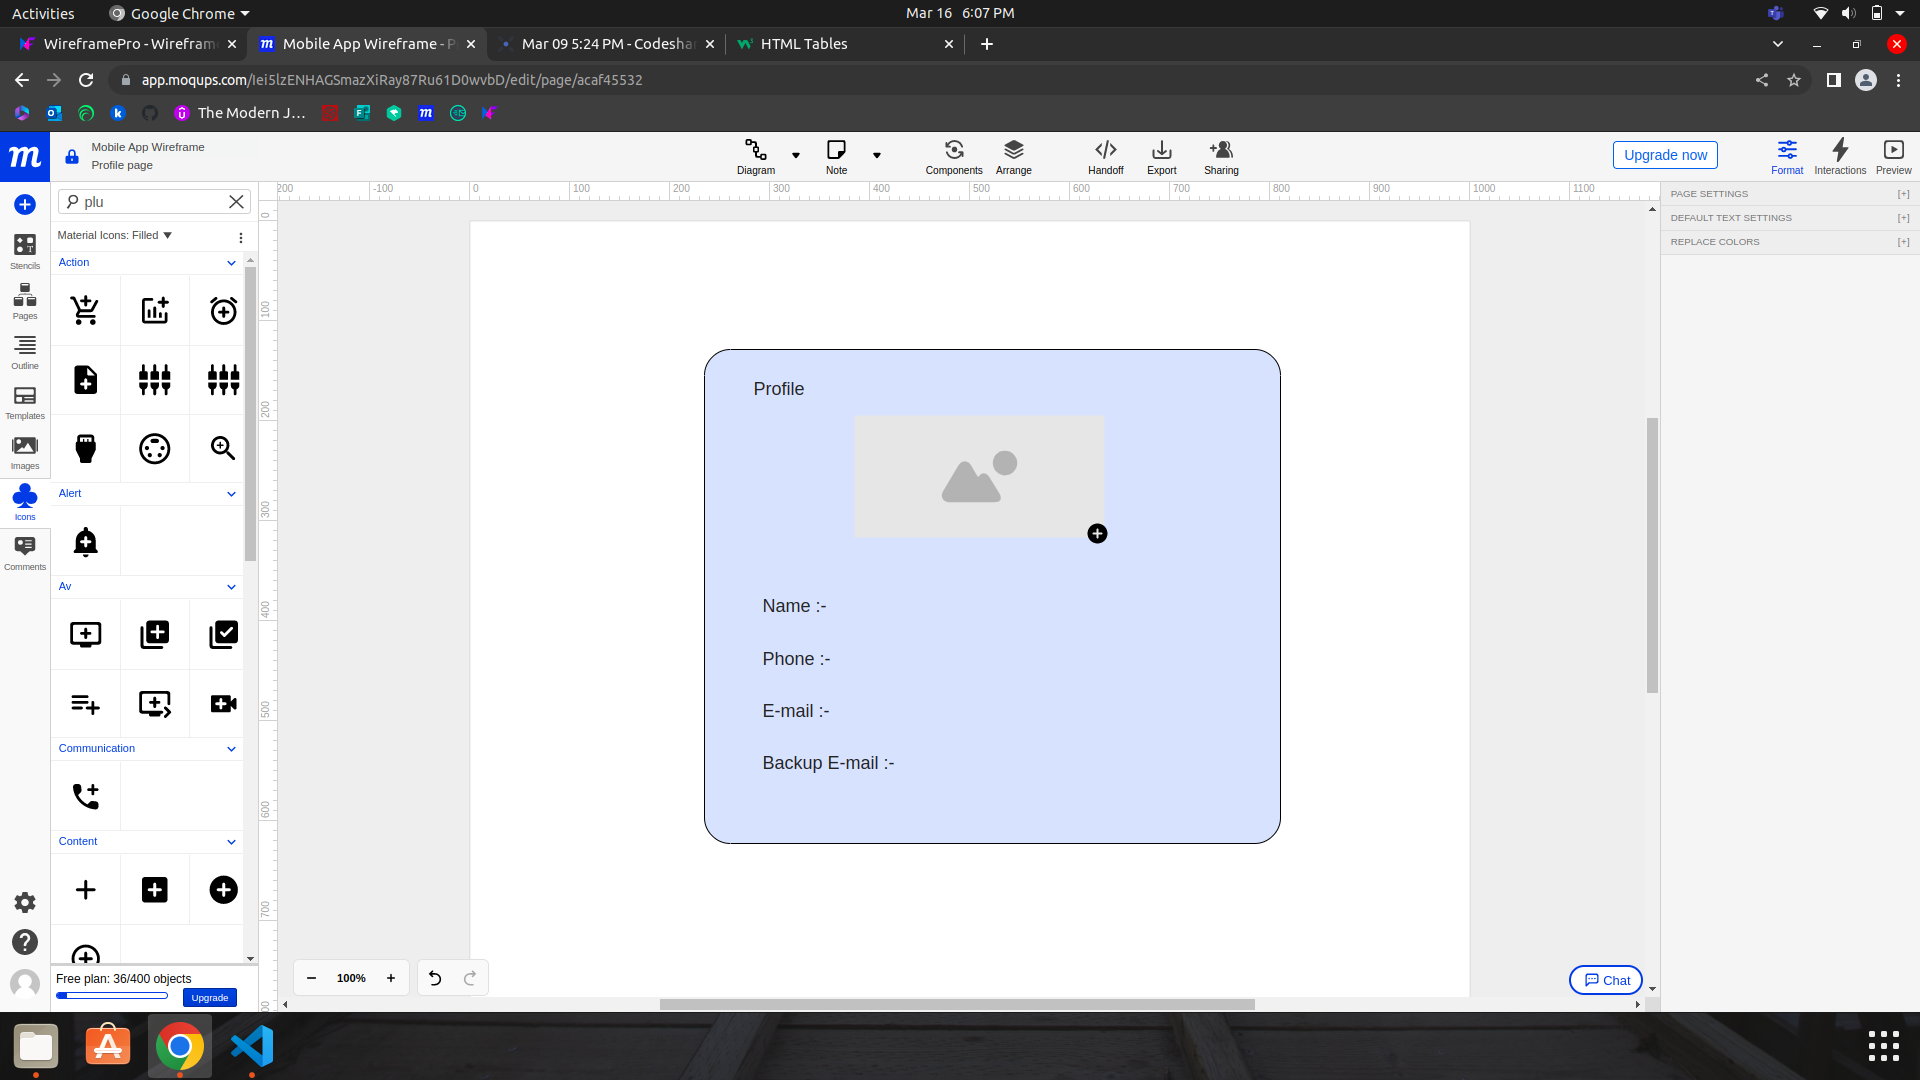 Activities
Google Chrome
Mar 16 6:07 PM
WireframePro - Wirefram
Mobile App Wireframe - P
Mar 09 5:24 PM - Codeshar
HTML Tables
app.moqups.com/Iei5lzENHAGSmazXiRay87Ru61D0wvbD/edit/page/acaf45532
The Modern J...
m
Mobile App Wireframe
Profile page
Diagram
Note
Components
Arrange
Handoff
Export
Sharing
Upgrade now
Format
Interactions
Preview
plu
Material Icons: Filled
Stencils
Pages
Outline
Templates
Images
Icons
Comments
Action
Alert
Av
Communication
Content
200 -100 0 100 200 300 400 500 600 700 800 900 1000 1100
0
100
200
300
400
500
600
700
PAGE SETTINGS [+]
DEFAULT TEXT SETTINGS [+]
REPLACE COLORS [+]
Profile
Name :-
Phone :-
E-mail :-
Backup E-mail :-
Free plan: 36/400 objects
Upgrade
− 100% +
Chat